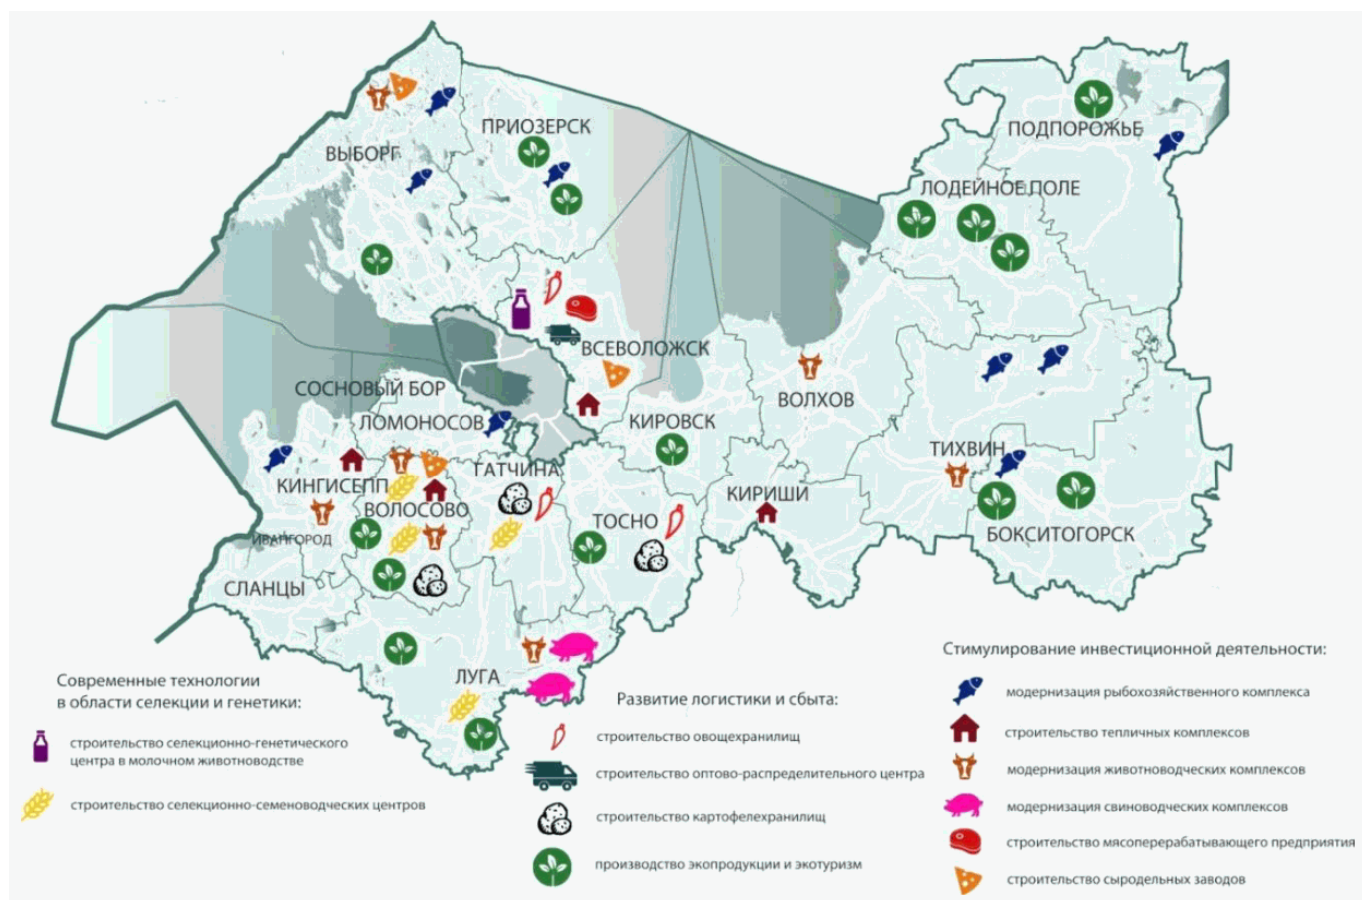 ПРИОЗЕРСК
ВЫБОРГ
ПОДПОРОЖЬЕ
ЛОДЕЙНОЕ ПОЛЕ
ВСЕВОЛОЖСК
СОСНОВЫЙ БОР
ЛОМОНОСОВ
КИРОВСК
ВОЛХОВ
ТИХВИН
ГАТЧИНА
КИНГИСЕПП
ВОЛОСОВО
ТОСНО
КИРИШИ
БОКСИТОГОРСК
ИВАНГОРОД
СЛАНЦЫ
ЛУГА
Современные технологии
в области селекции и генетики:
строительство селекционно-генетического
центра в молочном животноводстве
строительство селекционно-семеноводческих центров
Развитие логистики и сбыта:
строительство овощехранилищ
строительство оптово-распределительного центра
строительство картофелехранилищ
производство экопродукции и экотуризм
Стимулирование инвестиционной деятельности:
модернизация рыбохозяйственного комплекса
строительство тепличных комплексов
модернизация животноводческих комплексов
модернизация свиноводческих комплексов
строительство мясоперерабатывающего предприятия
строительство сыродельных заводов